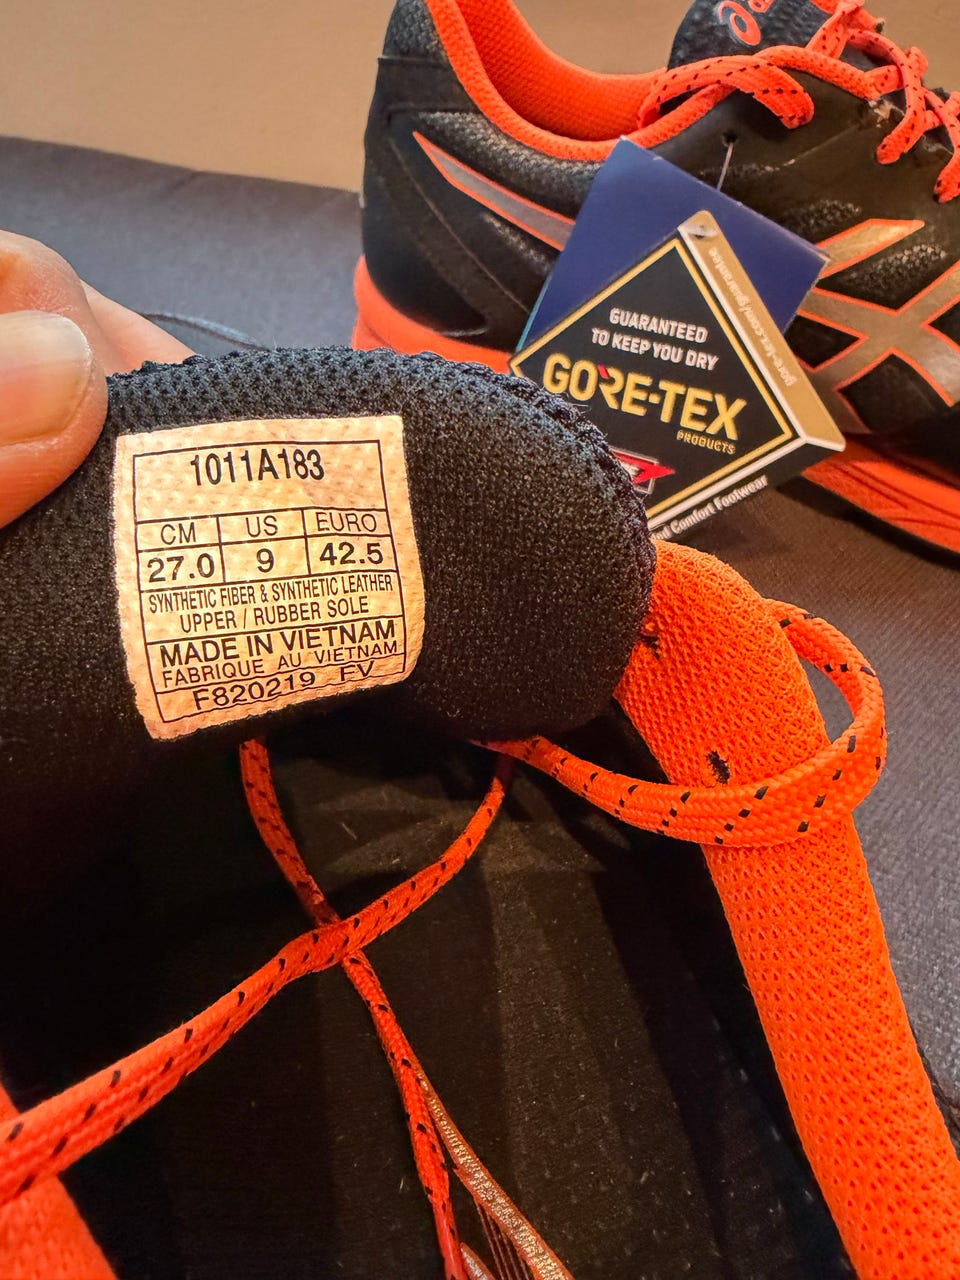 1011A183
CM US EURO
27.0 9 42.5
SYNTHETIC FIBER & SYNTHETIC LEATHER
UPPER / RUBBER SOLE
MADE IN VIETNAM
FABRIQUE AU VIETNAM
F820219 FV
GUARANTEED
TO KEEP YOU DRY
GORE-TEX
PRODUCTS
Comfort Footwear